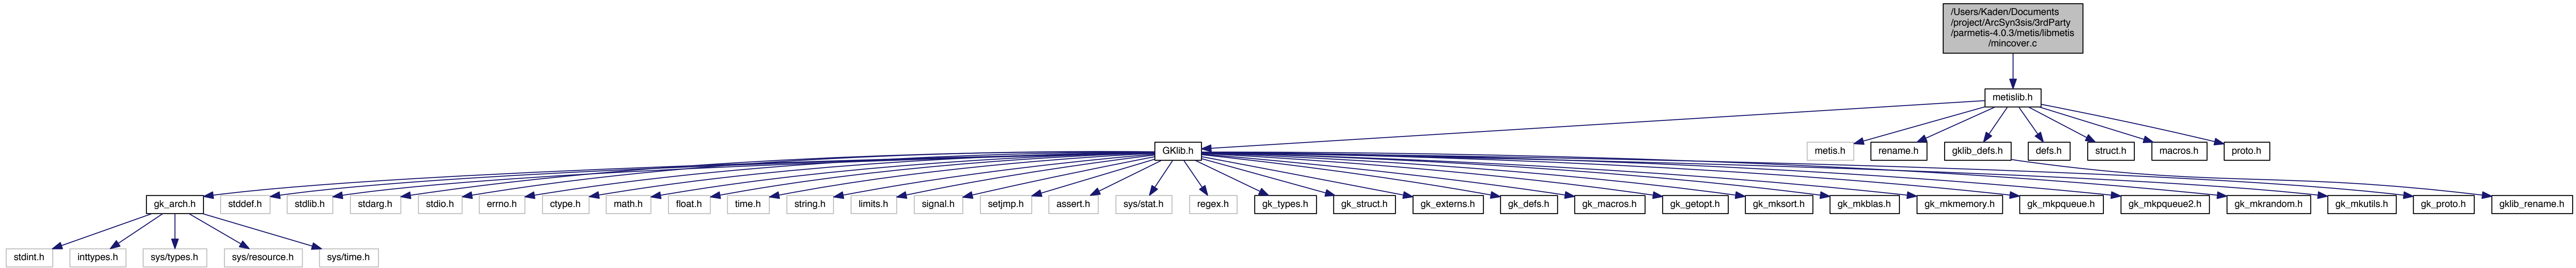 /Users/Kaden/Documents
/project/ArcSyn3sis/3rdParty
/parmetis-4.0.3/metis/libmetis
/mincover.c
metislib.h
GKlib.h
metis.h
rename.h
gklib_defs.h
defs.h
struct.h
macros.h
proto.h
gk_arch.h
stddef.h
stdlib.h
stdarg.h
stdio.h
errno.h
ctype.h
math.h
float.h
time.h
string.h
limits.h
signal.h
setjmp.h
assert.h
sys/stat.h
regex.h
gk_types.h
gk_struct.h
gk_externs.h
gk_defs.h
gk_macros.h
gk_getopt.h
gk_mksort.h
gk_mkblas.h
gk_mkmemory.h
gk_mkpqueue.h
gk_mkpqueue2.h
gk_mkrandom.h
gk_mkutils.h
gk_proto.h
gklib_rename.h
stdint.h
inttypes.h
sys/types.h
sys/resource.h
sys/time.h